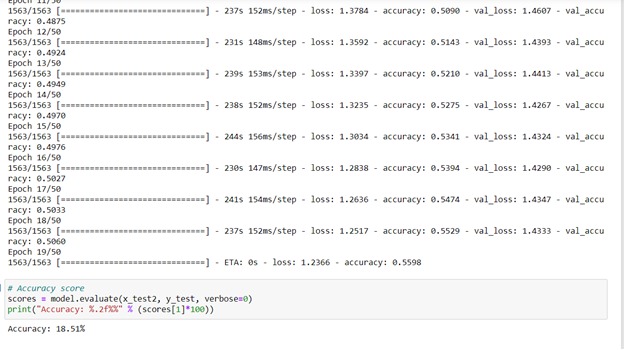 Epoch 11/50
1563/1563 [==============================] - 237s 152ms/step - loss: 1.3784 - accuracy: 0.5090 - val_loss: 1.4607 - val_accu
racy: 0.4875
Epoch 12/50
1563/1563 [==============================] - 231s 148ms/step - loss: 1.3592 - accuracy: 0.5143 - val_loss: 1.4393 - val_accu
racy: 0.4924
Epoch 13/50
1563/1563 [==============================] - 239s 153ms/step - loss: 1.3397 - accuracy: 0.5210 - val_loss: 1.4413 - val_accu
racy: 0.4949
Epoch 14/50
1563/1563 [==============================] - 238s 152ms/step - loss: 1.3235 - accuracy: 0.5275 - val_loss: 1.4267 - val_accu
racy: 0.4970
Epoch 15/50
1563/1563 [==============================] - 244s 156ms/step - loss: 1.3034 - accuracy: 0.5341 - val_loss: 1.4324 - val_accu
racy: 0.4976
Epoch 16/50
1563/1563 [==============================] - 230s 147ms/step - loss: 1.2838 - accuracy: 0.5394 - val_loss: 1.4290 - val_accu
racy: 0.5027
Epoch 17/50
1563/1563 [==============================] - 241s 154ms/step - loss: 1.2636 - accuracy: 0.5474 - val_loss: 1.4347 - val_accu
racy: 0.5033
Epoch 18/50
1563/1563 [==============================] - 237s 152ms/step - loss: 1.2517 - accuracy: 0.5529 - val_loss: 1.4333 - val_accu
racy: 0.5060
Epoch 19/50
1563/1563 [==============================] - ETA: 0s - loss: 1.2366 - accuracy: 0.5598
# Accuracy score
scores = model.evaluate(x_test2, y_test, verbose=0)
print("Accuracy: %.2f%%" % (scores[1]*100))
Accuracy: 18.51%